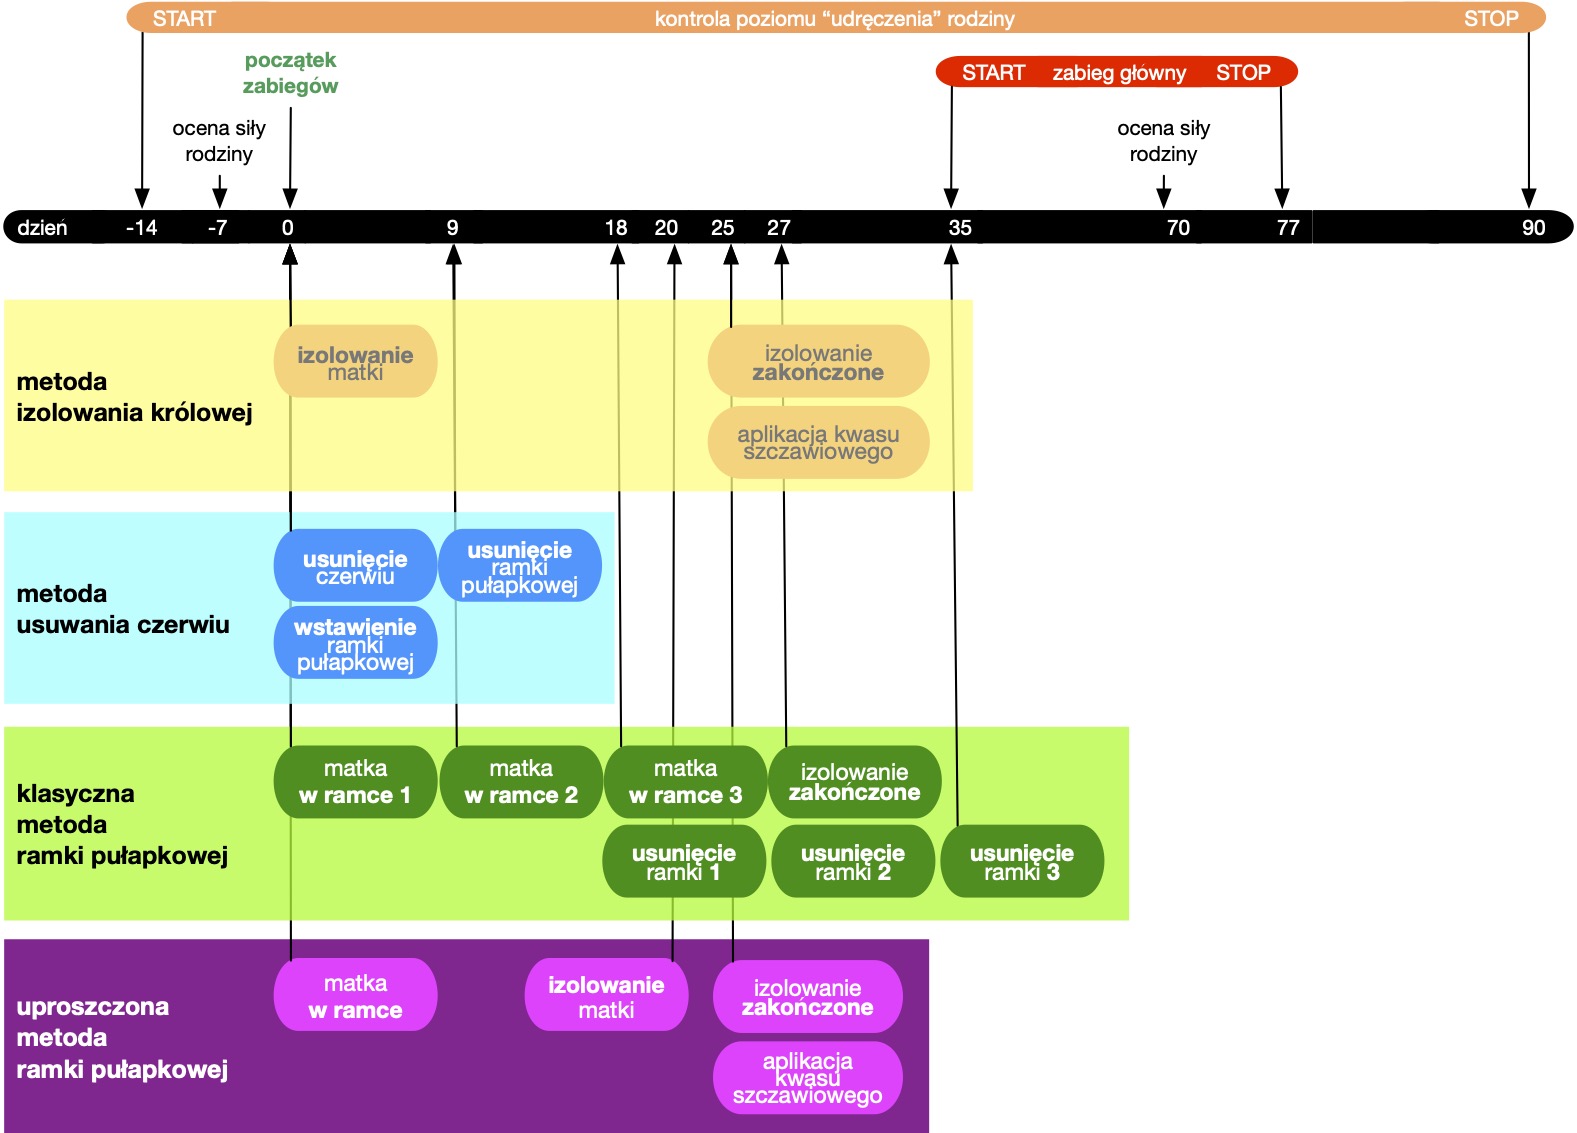 START kontrola poziomu “udręczenia” rodziny STOP
początek
zabiegów
START zabieg główny STOP
ocena siły
rodziny
ocena siły
rodziny
dzień -14 -7 0 9 18 20 25 27 35 70 77 90
metoda
izolowania królowej
izolowanie
matki
izolowanie
zakończone
aplikacja kwasu
szczawiowego
metoda
usuwania czerwiu
usunięcie
czerwiu
usunięcie
ramki
pułapkowej
wstawienie
ramki
pułapkowej
klasyczna
metoda
ramki pułapkowej
matka
w ramce 1
matka
w ramce 2
matka
w ramce 3
izolowanie
zakończone
usunięcie
ramki 1
usunięcie
ramki 2
usunięcie
ramki 3
uproszczona
metoda
ramki pułapkowej
matka
w ramce
izolowanie
matki
izolowanie
zakończone
aplikacja
kwasu
szczawiowego